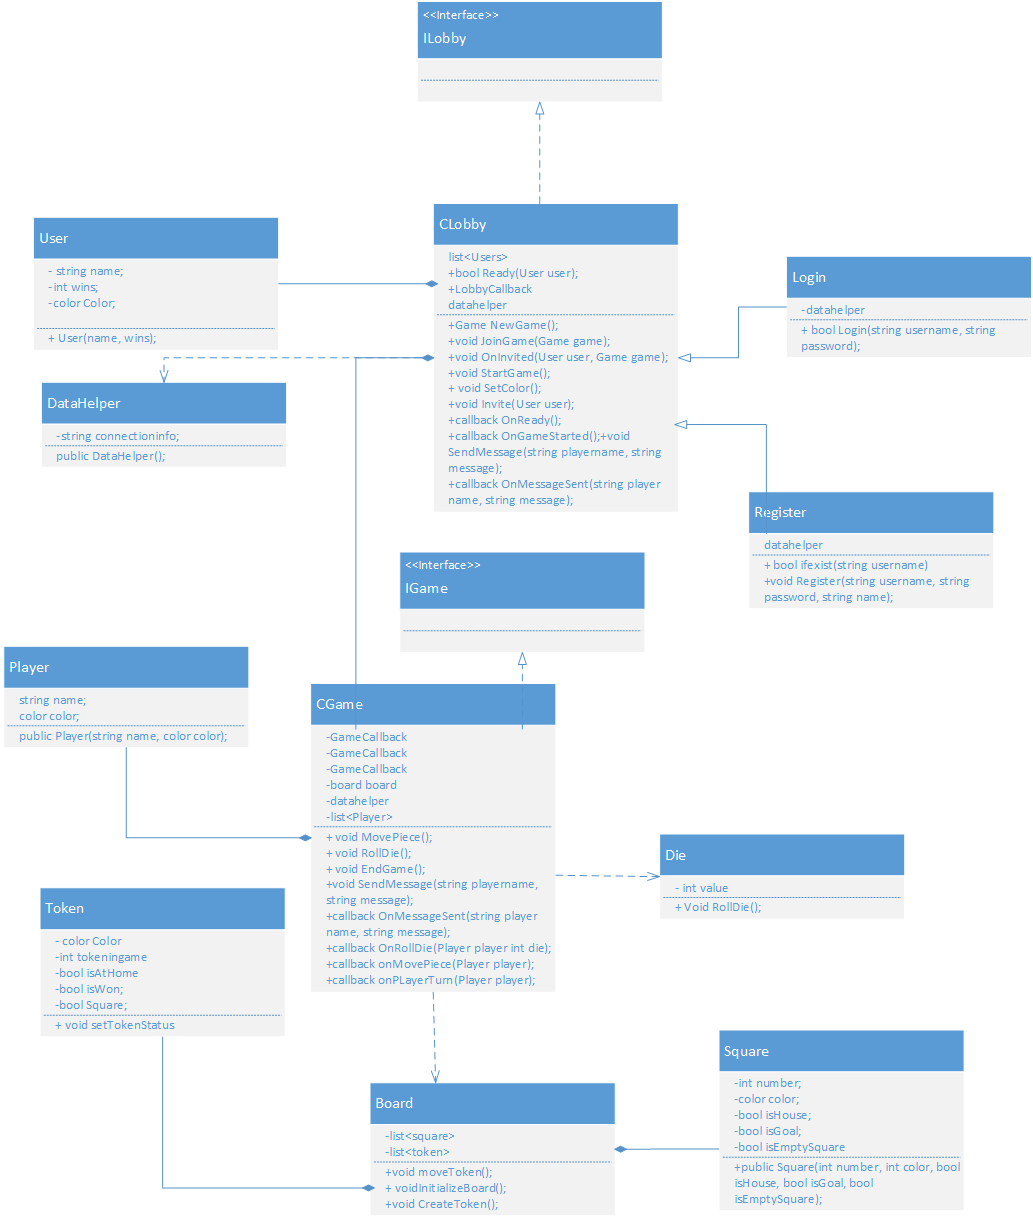 <<Interface>>
ILobby
CLobby
list<Users>
+bool Ready(User user);
+LobbyCallback
datahelper
+Game NewGame();
+void JoinGame(Game game);
+void OnInvited(User user, Game game);
+void StartGame();
+ void SetColor();
+void Invite(User user);
+callback OnReady();
+callback OnGameStarted();+void
SendMessage(string playername, string
message);
+callback OnMessageSent(string player
name, string message);
User
- string name;
-int wins;
-color Color;
+ User(name, wins);
DataHelper
-string connectioninfo;
public DataHelper();
Login
-datahelper
+ bool Login(string username, string
password);
Register
datahelper
+ bool ifexist(string username)
+void Register(string username, string
password, string name);
<<Interface>>
IGame
Player
string name;
color color;
public Player(string name, color color);
CGame
-GameCallback
-GameCallback
-GameCallback
-board board
-datahelper
-list<Player>
+ void MovePiece();
+ void RollDie();
+ void EndGame();
+void SendMessage(string playername,
string message);
+callback OnMessageSent(string player
name, string message);
+callback OnRollDie(Player player int die);
+callback onMovePiece(Player player);
+callback onPLayerTurn(Player player);
Die
- int value
+ Void RollDie();
Token
- color Color
-int tokeningame
-bool isAtHome
-bool isWon;
-bool Square;
+ void setTokenStatus
Board
-list<square>
-list<token>
+void moveToken();
+ voidInitializeBoard();
+void CreateToken();
Square
-int number;
-color color;
-bool isHouse;
-bool isGoal;
-bool isEmptySquare
+public Square(int number, int color, bool
isHouse, bool isGoal, bool
isEmptySquare);